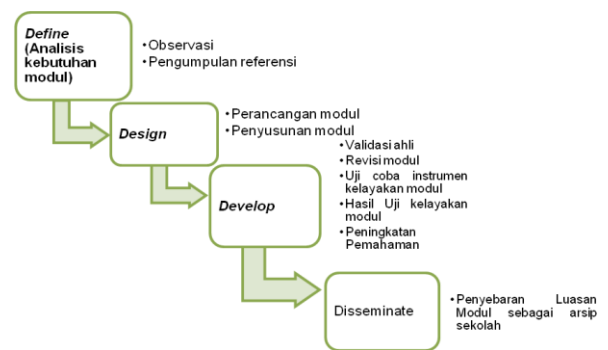 Define
(Analisis
kebutuhan
modul)
•Observasi
•Pengumpulan referensi
Design
•Perancangan modul
•Penyusunan modul
Develop
•Validasi ahli
•Revisi modul
•Uji coba instrumen
kelayakan modul
•Hasil Uji kelayakan
modul
•Peningkatan
Pemahaman
Disseminate
•Penyebaran Luasan
Modul sebagai arsip
sekolah